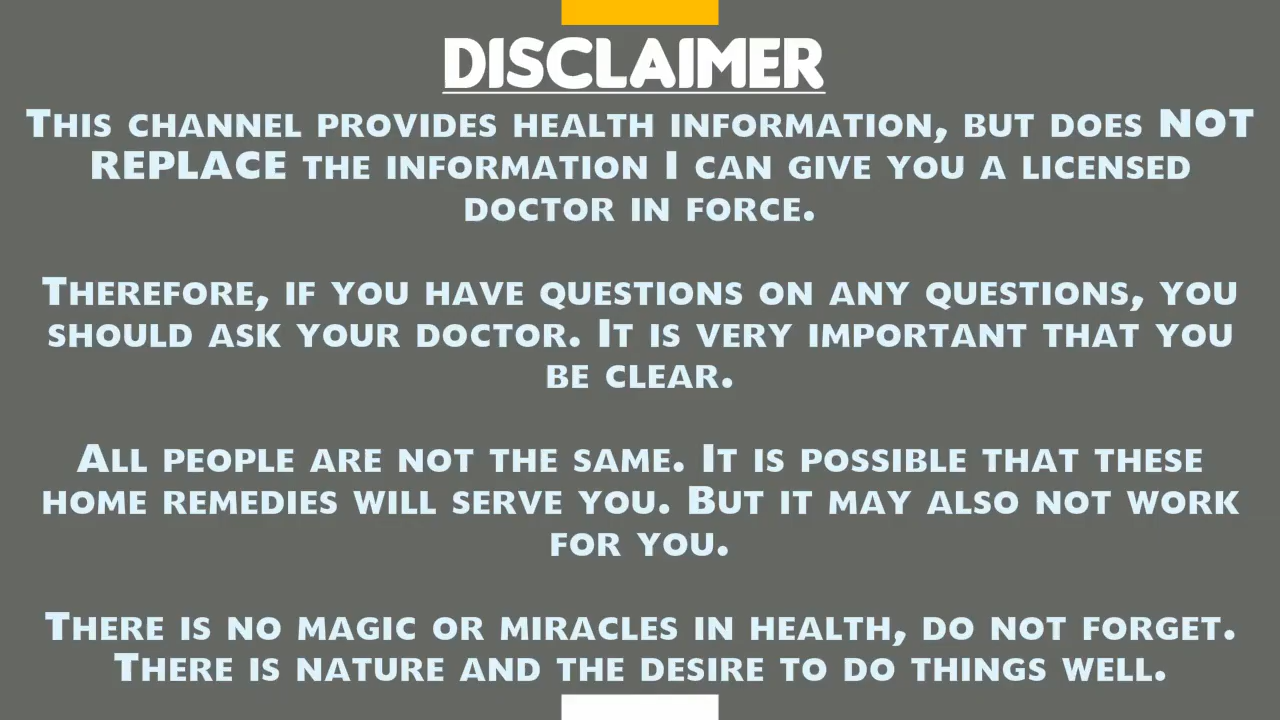 DISCLAIMER
THIS CHANNEL PROVIDES HEALTH INFORMATION, BUT DOES NOT
REPLACE THE INFORMATION I CAN GIVE YOU A LICENSED
DOCTOR IN FORCE.
THEREFORE, IF YOU HAVE QUESTIONS ON ANY QUESTIONS, YOU
SHOULD ASK YOUR DOCTOR. IT IS VERY IMPORTANT THAT YOU
BE CLEAR.
ALL PEOPLE ARE NOT THE SAME. IT IS POSSIBLE THAT THESE
HOME REMEDIES WILL SERVE YOU. BUT IT MAY ALSO NOT WORK
FOR YOU.
THERE IS NO MAGIC OR MIRACLES IN HEALTH, DO NOT FORGET.
THERE IS NATURE AND THE DESIRE TO DO THINGS WELL.